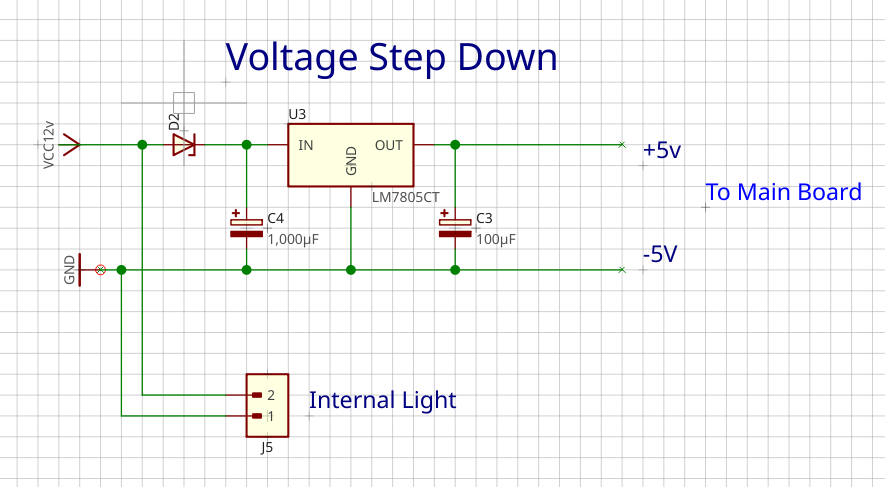 Voltage Step Down
VCC12v
D2
U3
IN
GND
OUT
LM7805CT
+5v
To Main Board
C4
1,000µF
C3
100µF
-5V
GND
2
1
Internal Light
J5